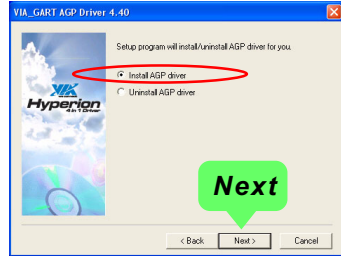 VIA_GART AGP Driver 4.40
Setup program will install/uninstall AGP driver for you.
Install AGP driver
Uninstall AGP driver
VIA
Hyperion
4 in 1 Driver
Next
< Back
Next >
Cancel